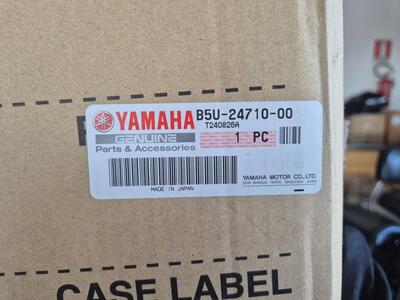 YAMAHA B5U-24710-00
T240826A
GENUINE 1 PC
Parts & Accessories
MADE IN JAPAN
YAMAHA MOTOR CO.,LTD.
CASE LABEL